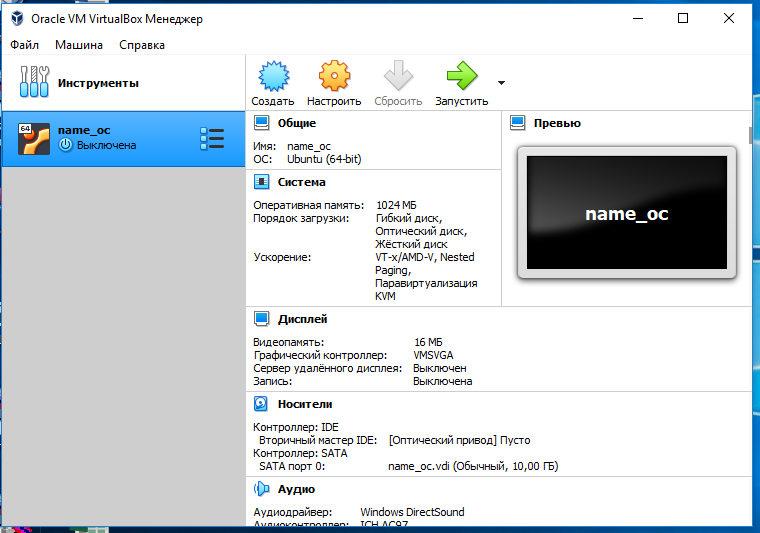 Oracle VM VirtualBox Менеджер
Файл Машина Справка
Инструменты
Создать Настроить Сбросить Запустить
64
name_oc
Выключена
Общие
Имя: name_oc
ОС: Ubuntu (64-bit)
Превью
name_oc
Система
Оперативная память: 1024 МБ
Порядок загрузки: Гибкий диск,
Оптический диск,
Жёсткий диск
Ускорение: VT-x/AMD-V, Nested
Paging,
Паравиртуализация
KVM
Дисплей
Видеопамять: 16 МБ
Графический контроллер: VMSVGA
Сервер удалённого дисплея: Выключен
Запись: Выключена
Носители
Контроллер: IDE
Вторичный мастер IDE: [Оптический привод] Пусто
Контроллер: SATA
SATA порт 0: name_oc.vdi (Обычный, 10,00 ГБ)
Аудио
Аудиодрайвер: Windows DirectSound
Аудиоконтроллер: ICH AC97